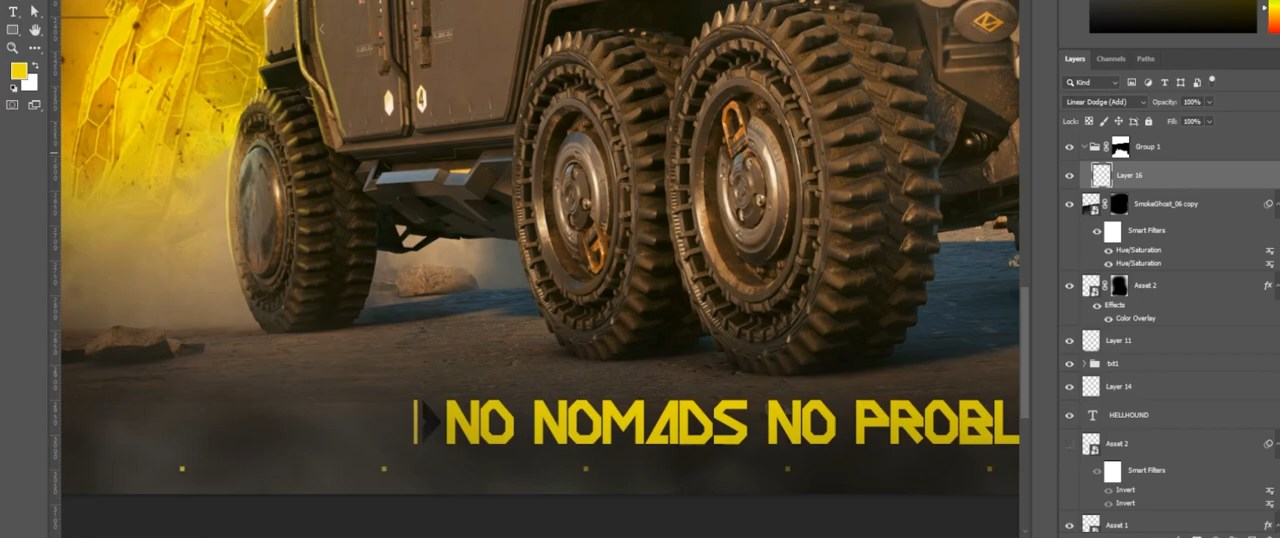 Layers Channels Paths
Kind
Linear Dodge (Add) Opacity: 100%
Lock: Fill: 100%
Group 1
Layer 16
SmokeGhost_06 copy
Smart Filters
Hue/Saturation
Hue/Saturation
Asset 2 fx
Effects
Color Overlay
Layer 11
txt1
Layer 14
T HELLHOUND
Asset 2
Smart Filters
Invert
Invert
Asset 1 fx
NO NOMADS NO PROBL